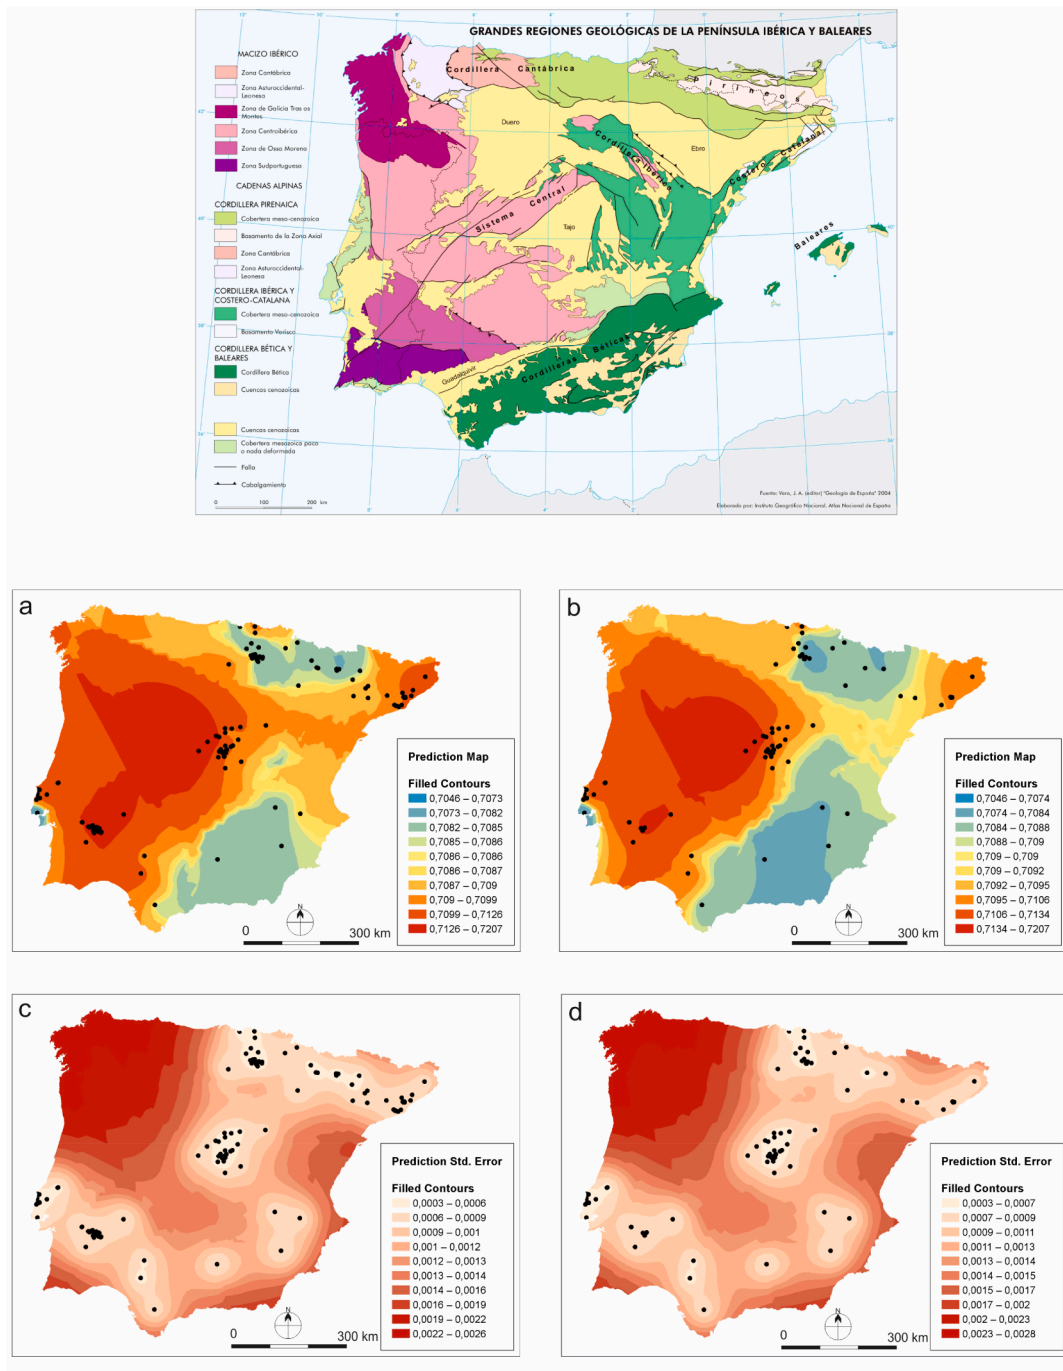 GRANDES REGIONES GEOLÓGICAS DE LA PENÍNSULA IBÉRICA Y BALEARES
MACIZO IBÉRICO
Zona Cantábrica
Zona Asturoccidental-
Leonesa
Zona de Galicia Tras os
Montes
Zona Centroibérica
Zona de Ossa Morena
Zona Sudportuguesa
CADENAS ALPINAS
CORDILLERA PIRENAICA
Cobertera meso-cenozoica
Basamento de la Zona Axial
Zona Cantábrica
Zona Asturoccidental-
Leonesa
CORDILLERA IBÉRICA Y
COSTERO-CATALANA
Cobertera meso-cenozoica
Basamento Varisco
CORDILLERA BÉTICA Y
BALEARES
Cordillera Bética
Cuencas cenozoicas
Cuencas cenozoicas
Cobertera mesozoica poco
o nada deformada
Falla
Cabalgamiento
0 100 200 km
Cordillera Cantábrica
Pirineos
Duero
Ebro
Cordillera Ibérica
Costero Catalana
Sistema Central
Tajo
Baleares
Guadalquivir
Cordilleras Béticas
Fuente: Vera, J. A. (editor) "Geología de España" 2004
Elaborado por: Instituto Geográfico Nacional. Atlas Nacional de España
a
Prediction Map
Filled Contours
0,7046 – 0,7073
0,7073 – 0,7082
0,7082 – 0,7085
0,7085 – 0,7086
0,7086 – 0,7086
0,7086 – 0,7087
0,7087 – 0,709
0,709 – 0,7099
0,7099 – 0,7126
0,7126 – 0,7207
N
0 300 km
b
Prediction Map
Filled Contours
0,7046 – 0,7074
0,7074 – 0,7084
0,7084 – 0,7088
0,7088 – 0,709
0,709 – 0,709
0,709 – 0,7092
0,7092 – 0,7095
0,7095 – 0,7106
0,7106 – 0,7134
0,7134 – 0,7207
N
0 300 km
c
Prediction Std. Error
Filled Contours
0,0003 – 0,0006
0,0006 – 0,0009
0,0009 – 0,001
0,001 – 0,0012
0,0012 – 0,0013
0,0013 – 0,0014
0,0014 – 0,0016
0,0016 – 0,0019
0,0019 – 0,0022
0,0022 – 0,0026
N
0 300 km
d
Prediction Std. Error
Filled Contours
0,0003 – 0,0007
0,0007 – 0,0009
0,0009 – 0,0011
0,0011 – 0,0013
0,0013 – 0,0014
0,0014 – 0,0015
0,0015 – 0,0017
0,0017 – 0,002
0,002 – 0,0023
0,0023 – 0,0028
N
0 300 km